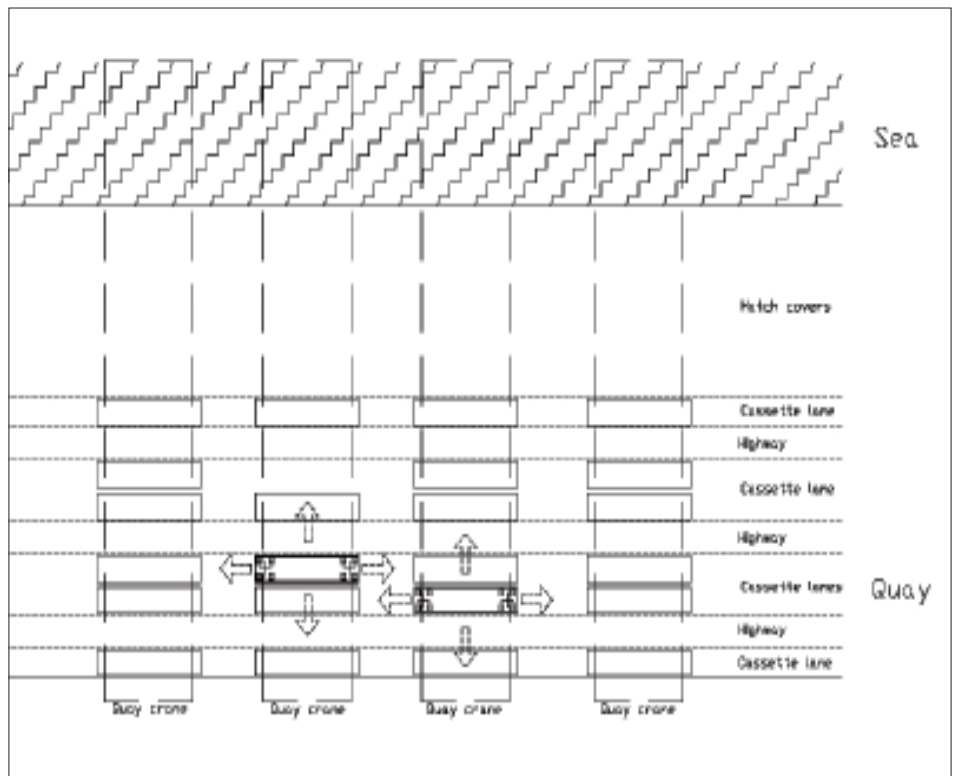 Sea
Hatch covers
Cassette lane
Highway
Cassette lane
Highway
Cassette lanes
Quay
Highway
Cassette lane
Quay crane
Quay crane
Quay crane
Quay crane